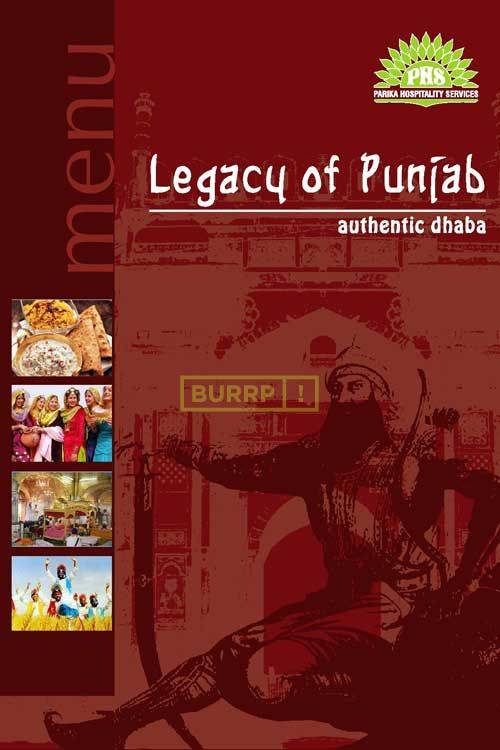 menu
PHS
PARIKA HOSPITALITY SERVICES
Legacy of Punjab
authentic dhaba
BURRP !